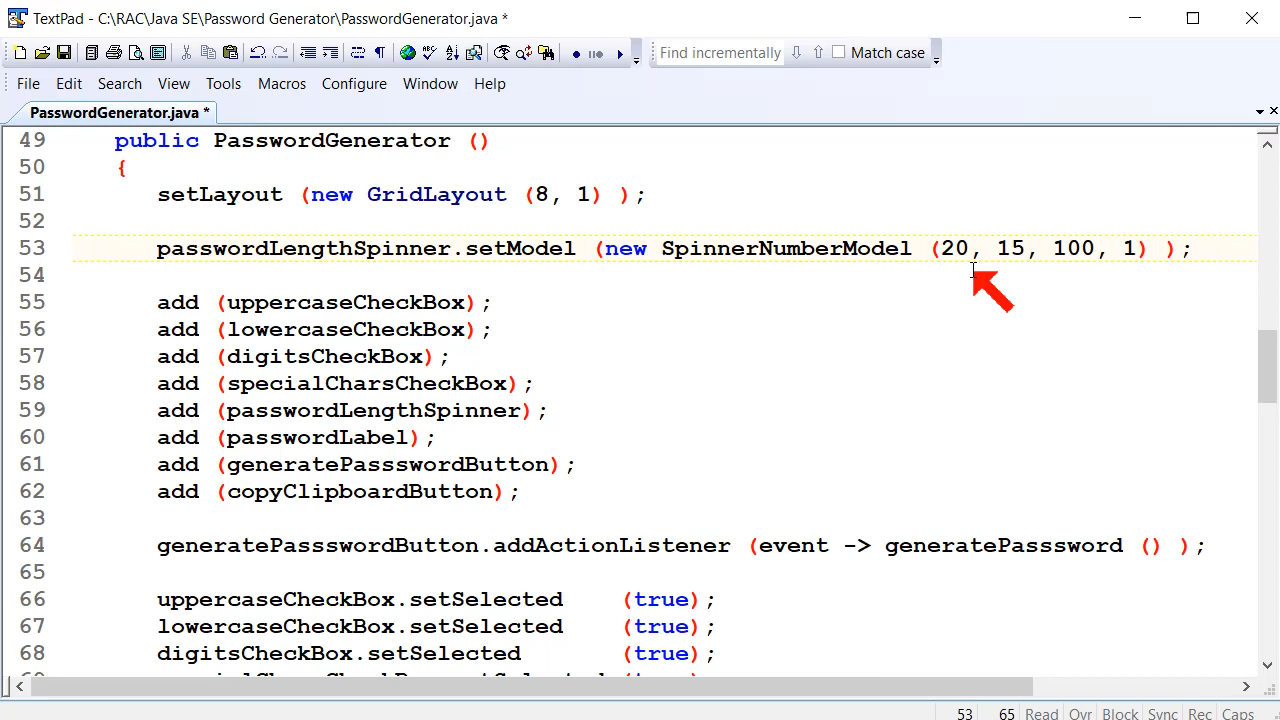 TextPad - C:\RAC\Java SE\Password Generator\PasswordGenerator.java *
Find incrementally Match case
File Edit Search View Tools Macros Configure Window Help
PasswordGenerator.java *
49 public PasswordGenerator ()
50 {
51 setLayout (new GridLayout (8, 1) );
52
53 passwordLengthSpinner.setModel (new SpinnerNumberModel (20, 15, 100, 1) );
54
55 add (uppercaseCheckBox);
56 add (lowercaseCheckBox);
57 add (digitsCheckBox);
58 add (specialCharsCheckBox);
59 add (passwordLengthSpinner);
60 add (passwordLabel);
61 add (generatePassswordButton);
62 add (copyClipboardButton);
63
64 generatePassswordButton.addActionListener (event -> generatePasssword () );
65
66 uppercaseCheckBox.setSelected (true);
67 lowercaseCheckBox.setSelected (true);
68 digitsCheckBox.setSelected (true);
53 65 Read Ovr Block Sync Rec Caps